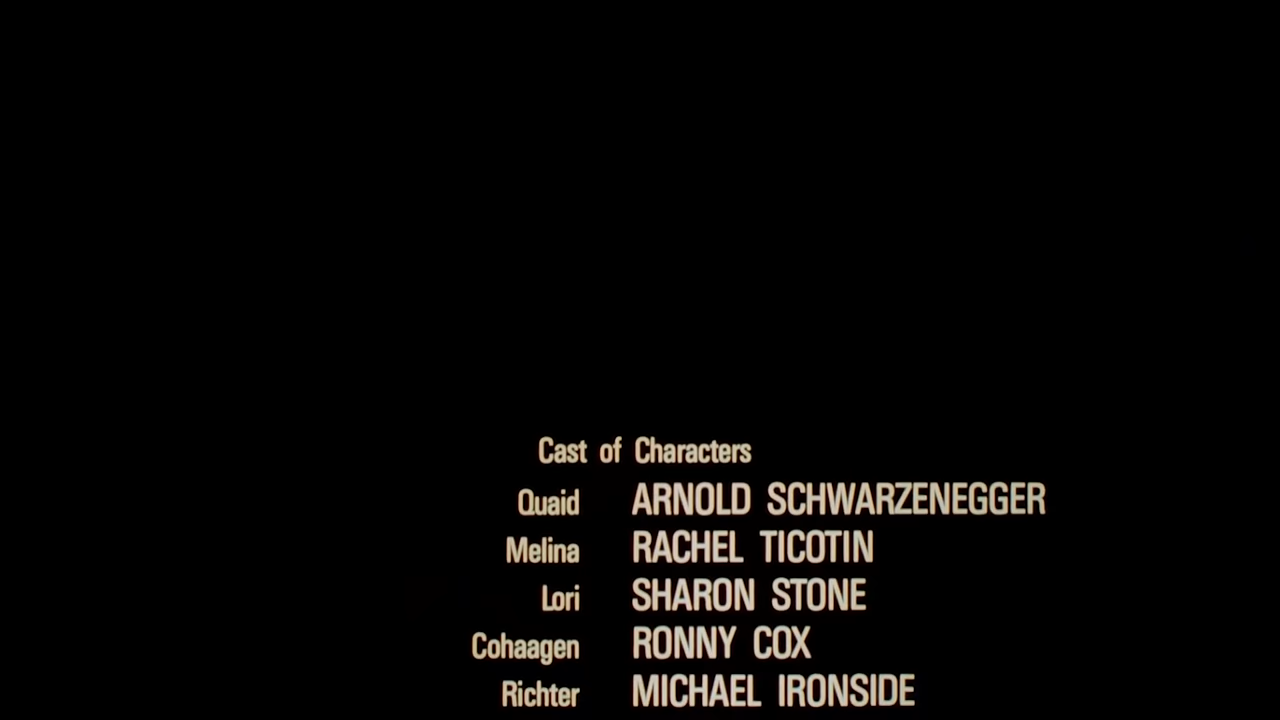 Cast of Characters
Quaid ARNOLD SCHWARZENEGGER
Melina RACHEL TICOTIN
Lori SHARON STONE
Cohaagen RONNY COX
Richter MICHAEL IRONSIDE